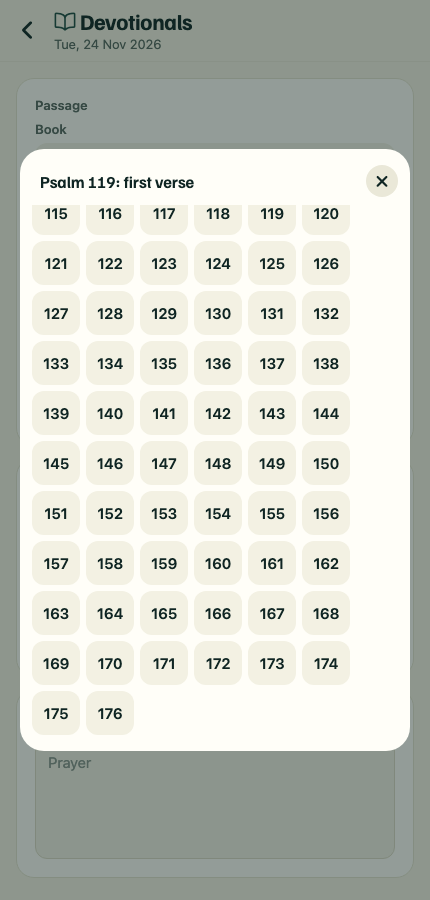 Devotionals
Tue, 24 Nov 2026
Passage
Book
Psalm 119: first verse
115 116 117 118 119 120
121 122 123 124 125 126
127 128 129 130 131 132
133 134 135 136 137 138
139 140 141 142 143 144
145 146 147 148 149 150
151 152 153 154 155 156
157 158 159 160 161 162
163 164 165 166 167 168
169 170 171 172 173 174
175 176
Prayer